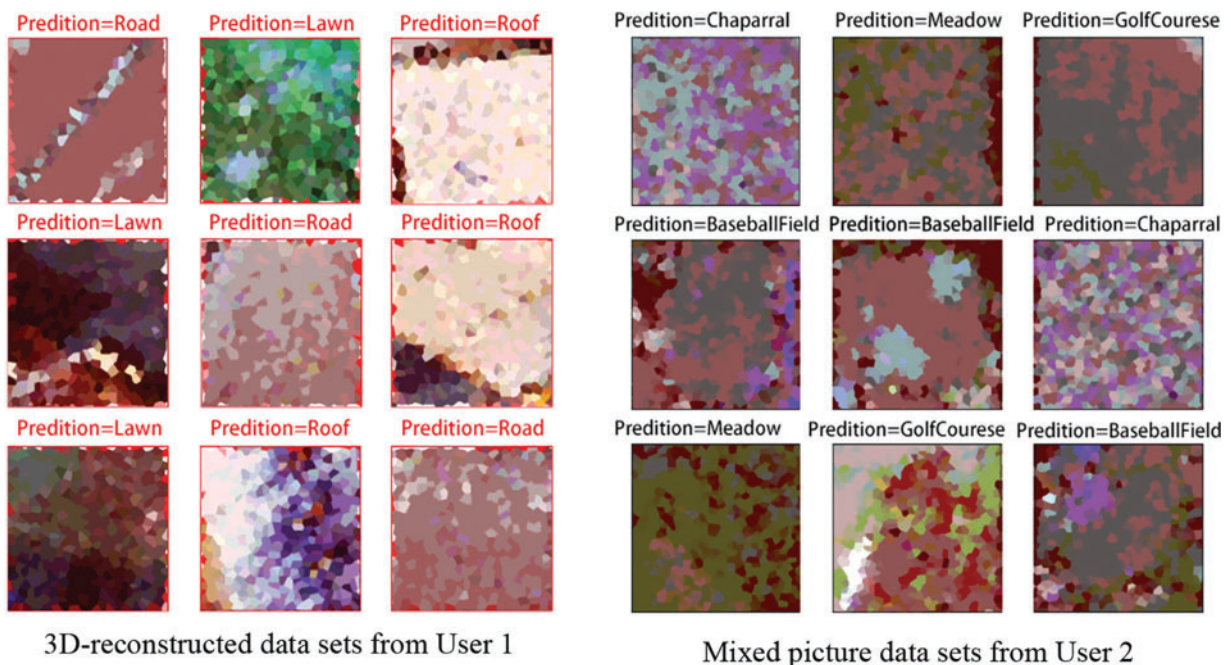 Predition=Road Predition=Lawn Predition=Roof
Predition=Lawn Predition=Road Predition=Roof
Predition=Lawn Predition=Roof Predition=Road
3D-reconstructed data sets from User 1
Predition=Chaparral Predition=Meadow Predition=GolfCourese
Predition=BaseballField Predition=BaseballField Predition=Chaparral
Predition=Meadow Predition=GolfCourese Predition=BaseballField
Mixed picture data sets from User 2